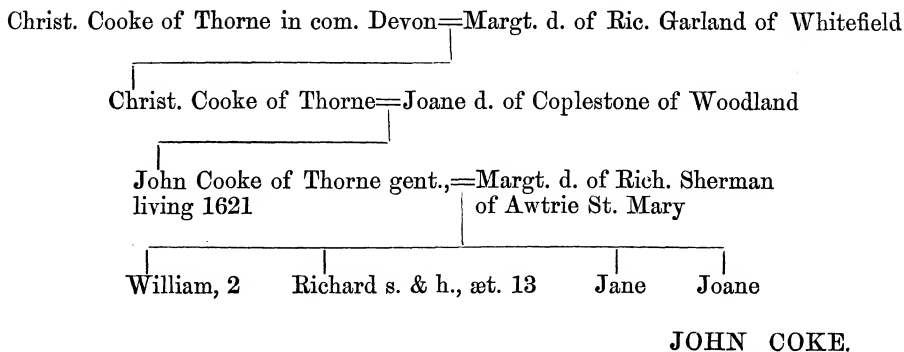 Christ. Cooke of Thorne in com. Devon=Margt. d. of Ric. Garland of Whitefield
Christ. Cooke of Thorne=Joane d. of Coplestone of Woodland
John Cooke of Thorne gent.,=Margt. d. of Rich. Sherman
living 1621 of Awtrie St. Mary
William, 2 Richard s. & h., æt. 13 Jane Joane
JOHN COKE.